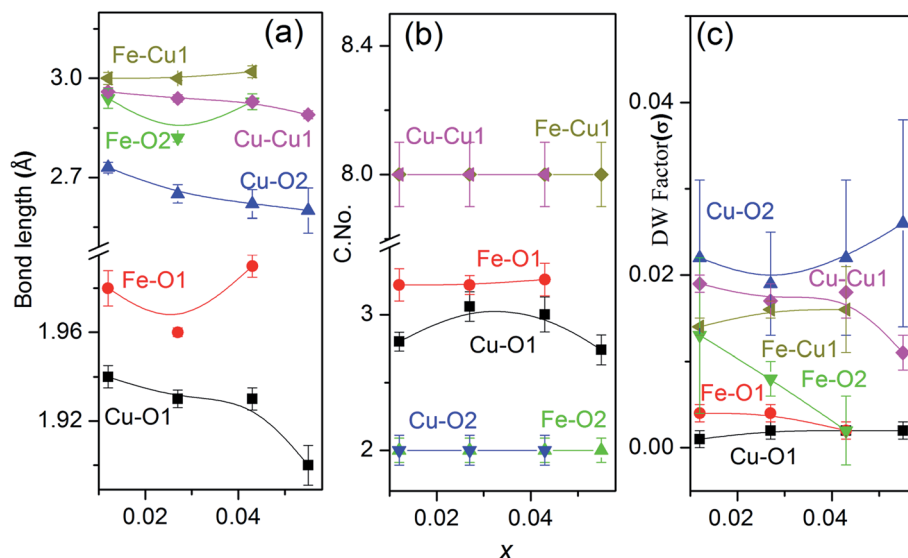 (a)
Fe-Cu1
3.0
Cu-Cu1
Fe-O2
2.7
Cu-O2
Bond length (Å)
Fe-O1
1.96
1.92
Cu-O1
0.02
0.04
(b)
8.4
Cu-Cu1
Fe-Cu1
8.0
C.No.
Fe-O1
3
Cu-O1
Cu-O2
Fe-O2
2
0.02
0.04
x
(c)
0.04
DW Factor(σ)
Cu-O2
0.02
Cu-Cu1
Fe-Cu1
Fe-O2
Fe-O1
0.00
Cu-O1
0.02
0.04